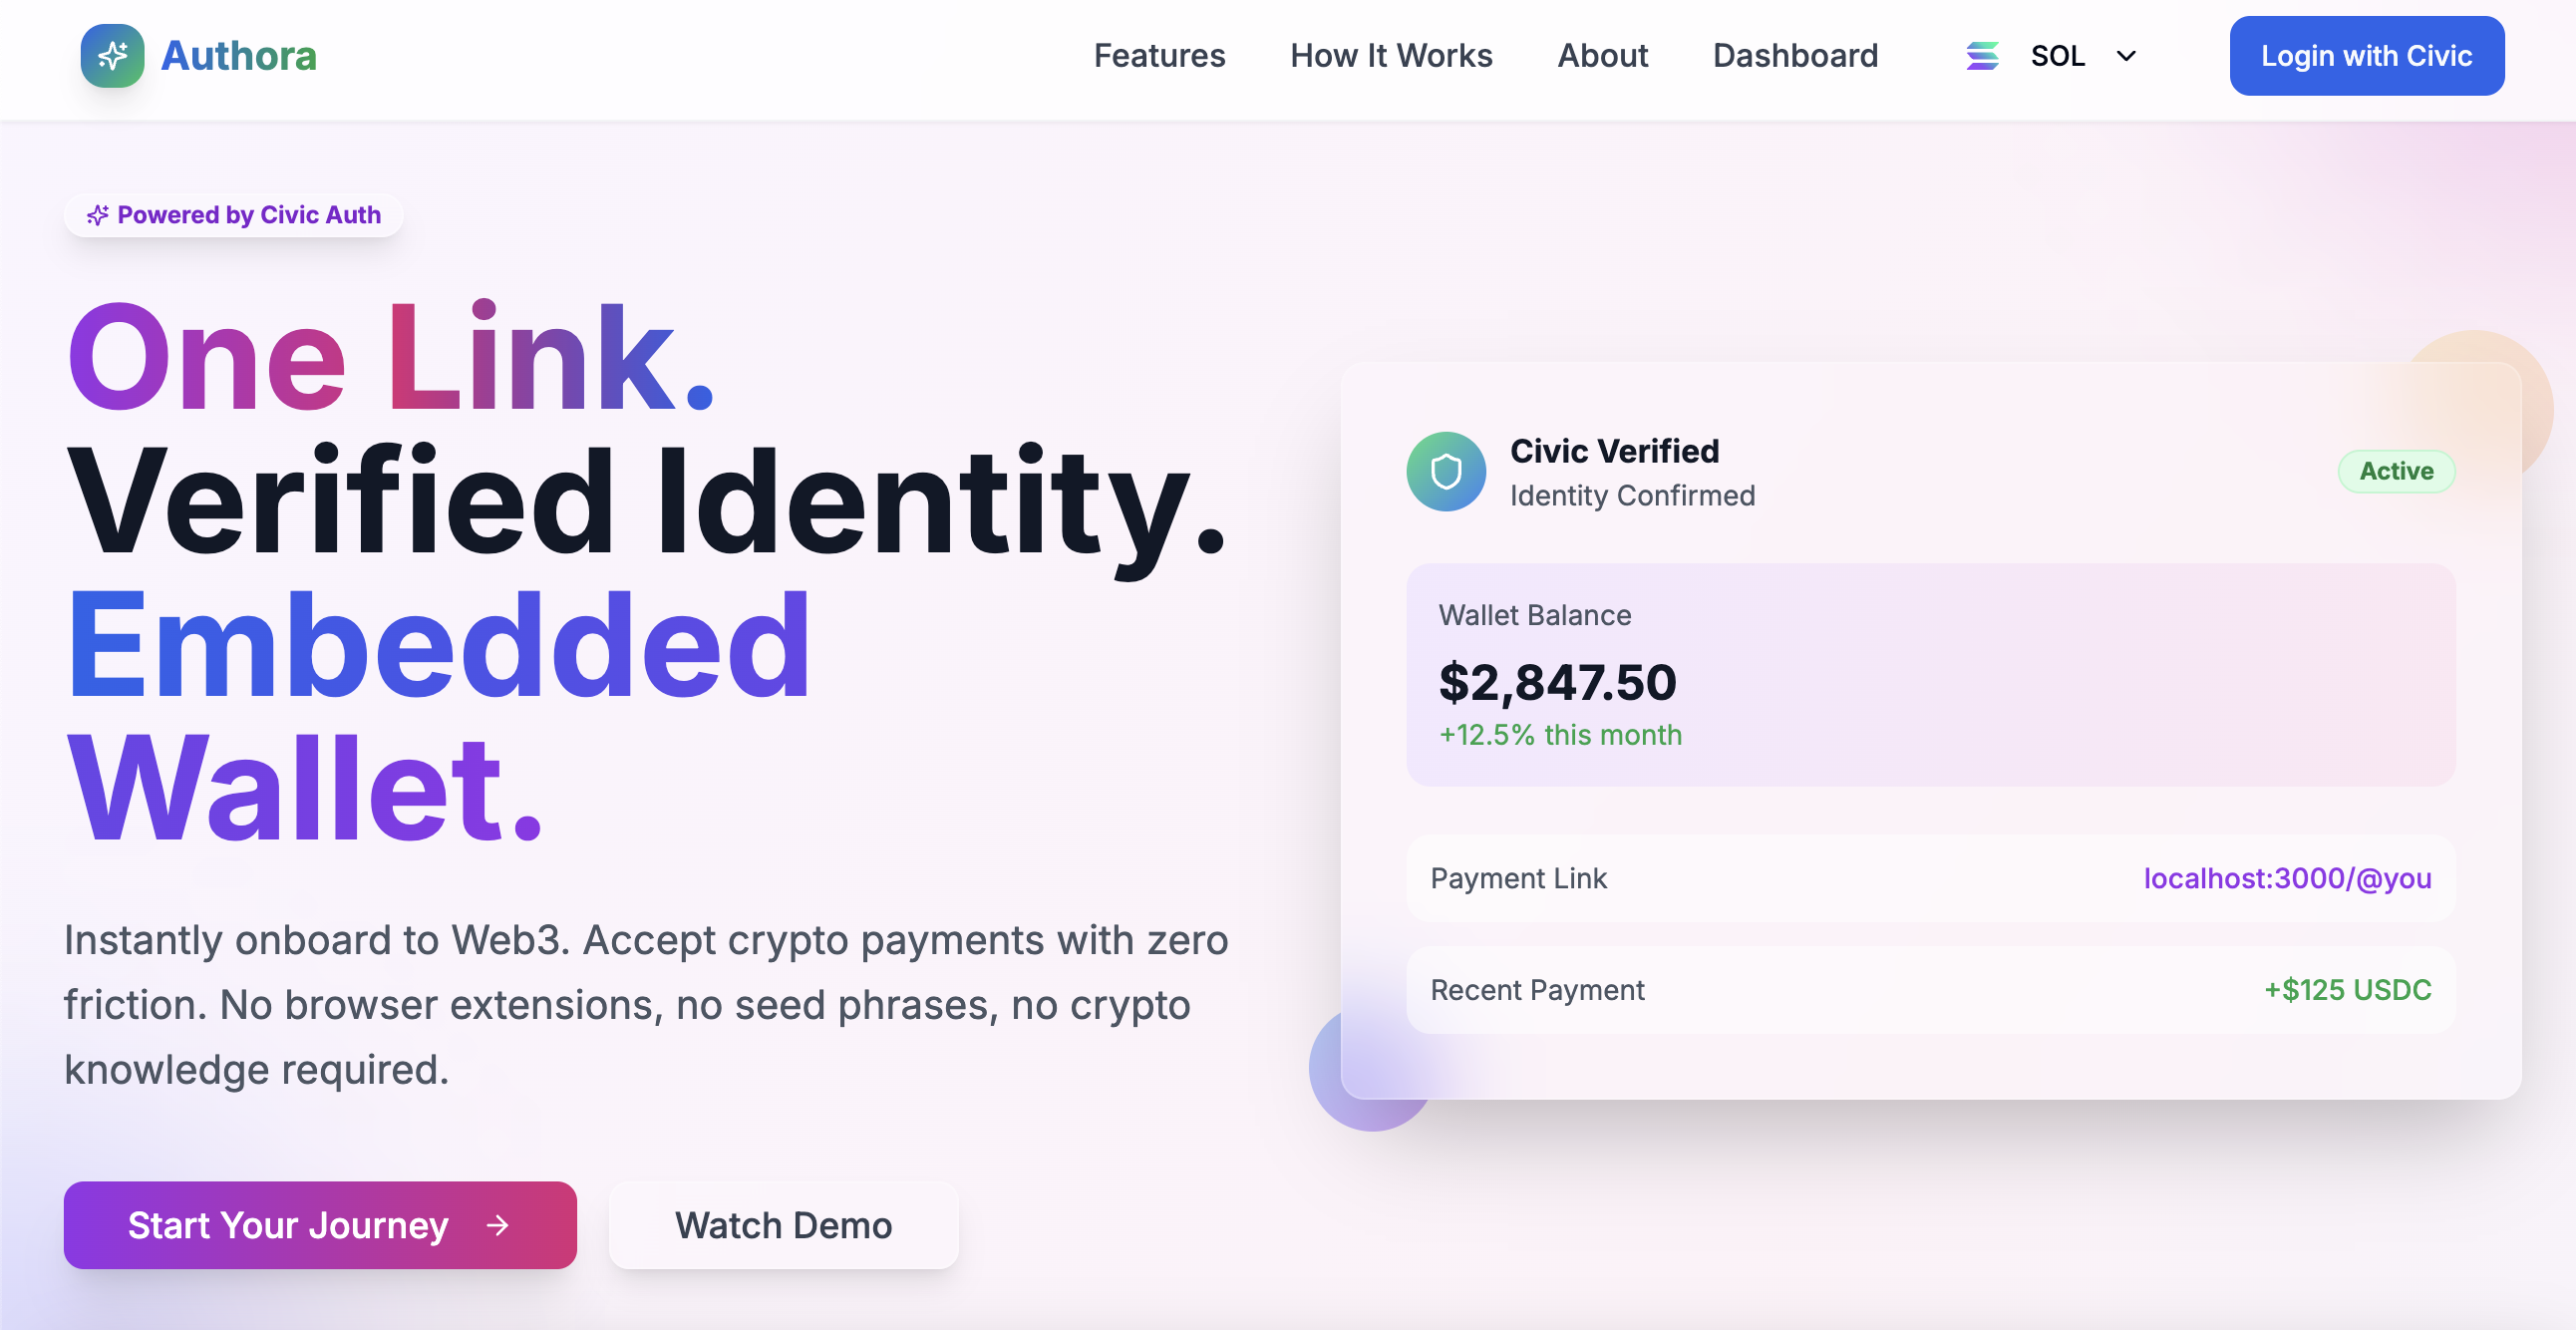 Authora
Features
How It Works
About
Dashboard
SOL
Login with Civic
Powered by Civic Auth
One Link.
Verified Identity.
Embedded
Wallet.
Instantly onboard to Web3. Accept crypto payments with zero
friction. No browser extensions, no seed phrases, no crypto
knowledge required.
Start Your Journey
Watch Demo
Civic Verified
Identity Confirmed
Active
Wallet Balance
$2,847.50
+12.5% this month
Payment Link
localhost:3000/@you
Recent Payment
+$125 USDC